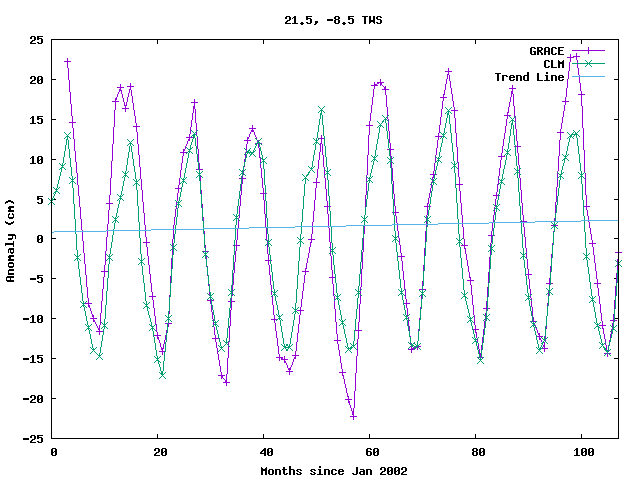 21.5, -8.5 TWS
GRACE
CLM
Trend Line
25
20
15
10
5
0
-5
-10
-15
-20
-25
Anomaly (cm)
0 20 40 60 80 100
Months since Jan 2002